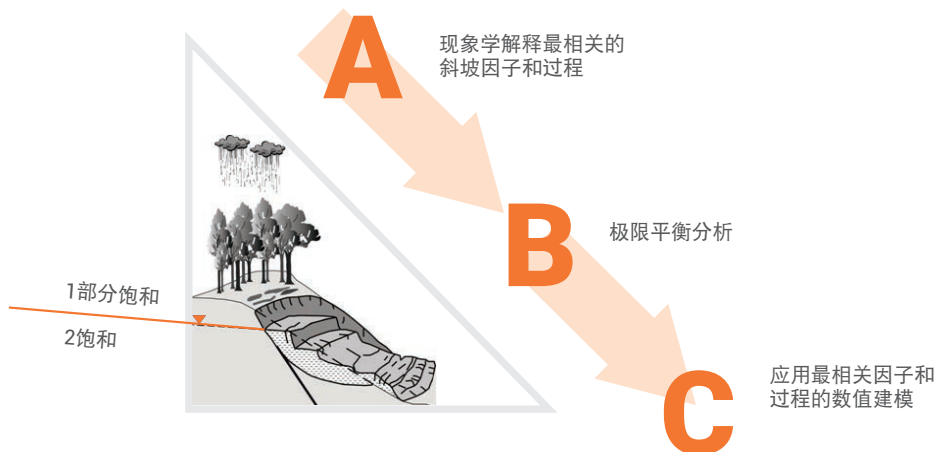 A
现象学解释最相关的
斜坡因子和过程
B
极限平衡分析
1部分饱和
2饱和
C
应用最相关因子和
过程的数值建模